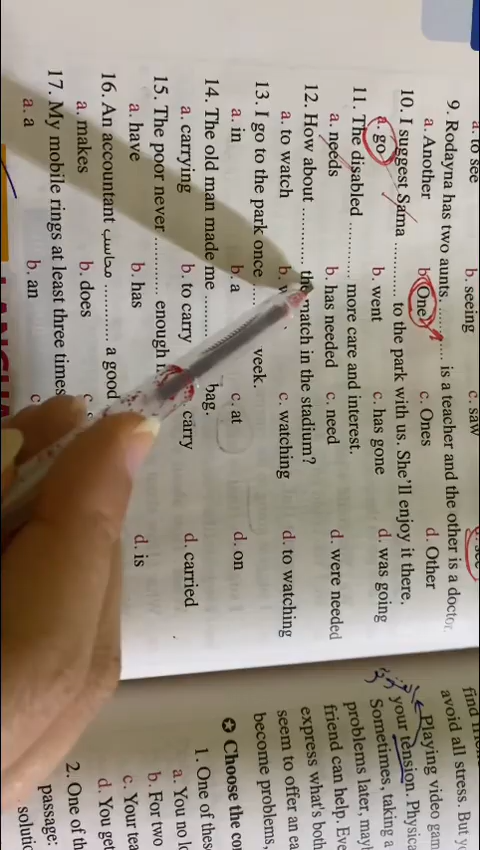 a. to see b. seeing c. saw d. see
9. Rodayna has two aunts. ........ is a teacher and the other is a doctor.
a. Another b. One c. Ones d. Other
10. I suggest Sama ............ to the park with us. She'll enjoy it there.
a. go b. went c. has gone d. was going
11. The disabled ............ more care and interest.
a. needs b. has needed c. need d. were needed
12. How about ............ the match in the stadium?
a. to watch b. c. watching d. to watching
13. I go to the park once ........ week.
a. in b. a c. at d. on
14. The old man made me ............ bag.
a. carrying b. to carry carry d. carried
15. The poor never ............ enough
a. have b. has d. is
16. An accountant محاسب ............ a good
a. makes b. does c.
17. My mobile rings at least three times
a. a b. an c
avoid all stress. But
Playing video gam
your tension. Physica
Sometimes, taking a
problems later, may
friend can help. Eve
express what's both
seem to offer an ea
become problems,
✪ Choose the cor
1. One of thes
a. You no lo
b. For two
c. Your tea
d. You get
2. One of th
passage:
solutio
LANGUA